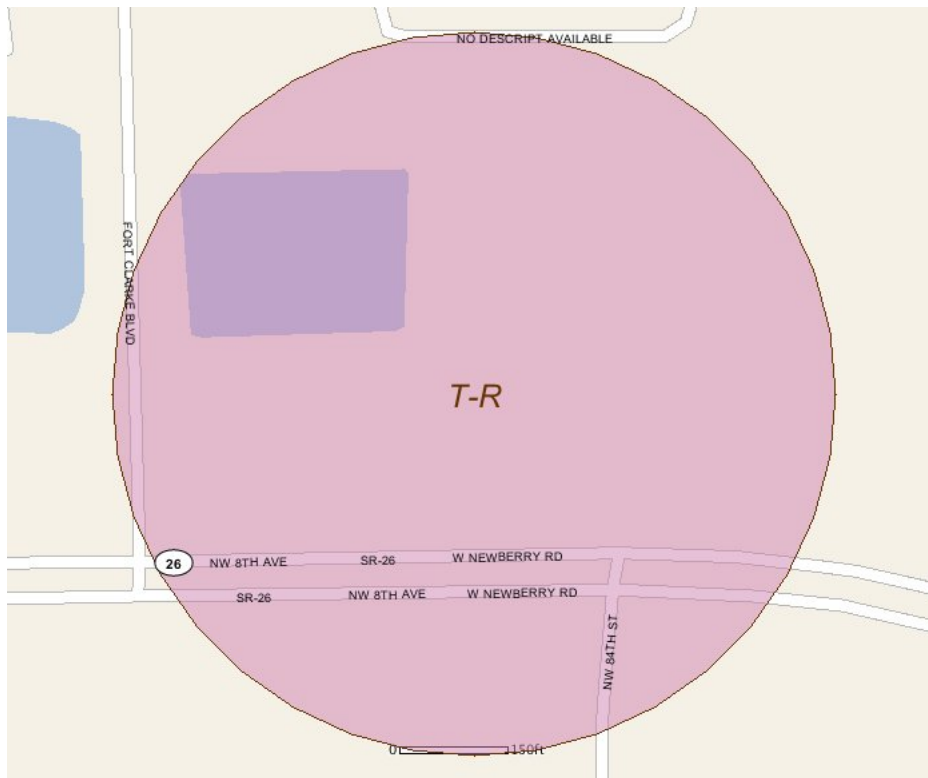 NO DESCRIPT AVAILABLE
FORT CLARKE BLVD
T-R
26
NW 8TH AVE
SR-26
W NEWBERRY RD
SR-26
NW 8TH AVE
W NEWBERRY RD
NW 84TH ST
0 150ft